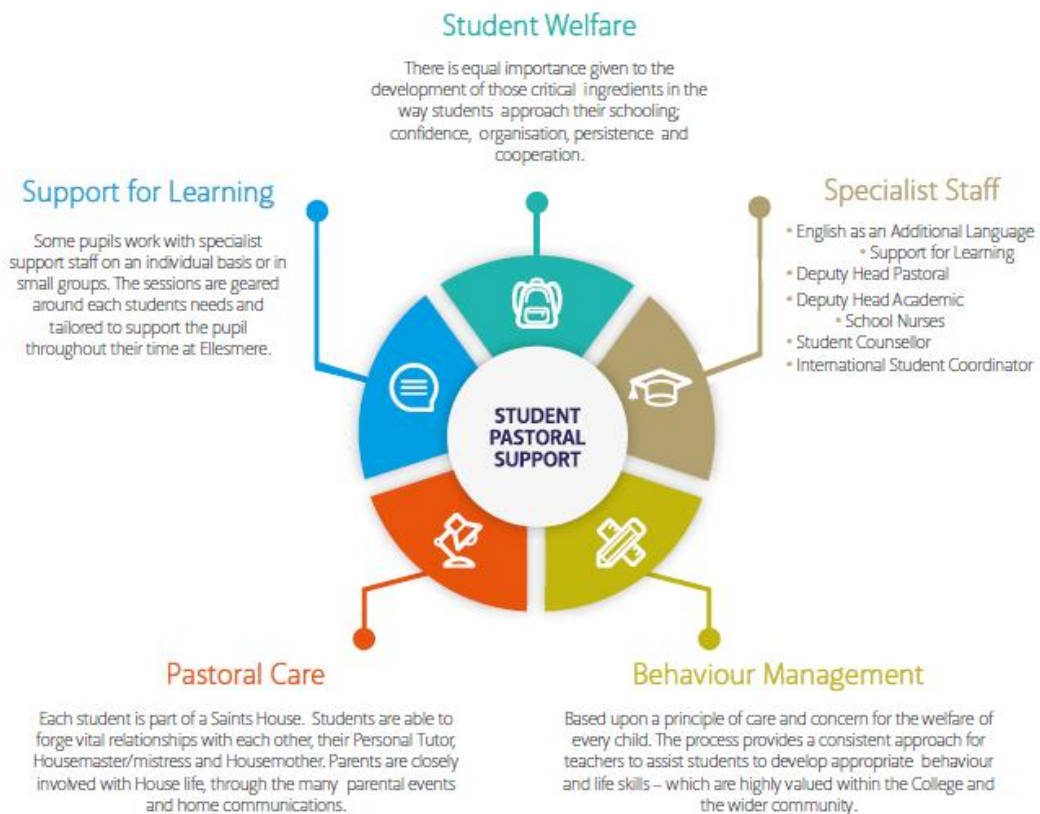 Student Welfare
There is equal importance given to the
development of those critical ingredients in the
way students approach their schooling;
confidence, organisation, persistence and
cooperation.
Support for Learning
Some pupils work with specialist
support staff on an individual basis or in
small groups. The sessions are geared
around each students needs and
tailored to support the pupil
throughout their time at Ellesmere.
Specialist Staff
• English as an Additional Language
• Support for Learning
• Deputy Head Pastoral
• Deputy Head Academic
• School Nurses
• Student Counsellor
• International Student Coordinator
STUDENT
PASTORAL
SUPPORT
Pastoral Care
Each student is part of a Saints House. Students are able to
forge vital relationships with each other, their Personal Tutor,
Housemaster/mistress and Housemother. Parents are closely
involved with House life, through the many parental events
and home communications.
Behaviour Management
Based upon a principle of care and concern for the welfare of
every child. The process provides a consistent approach for
teachers to assist students to develop appropriate behaviour
and life skills – which are highly valued within the College and
the wider community.